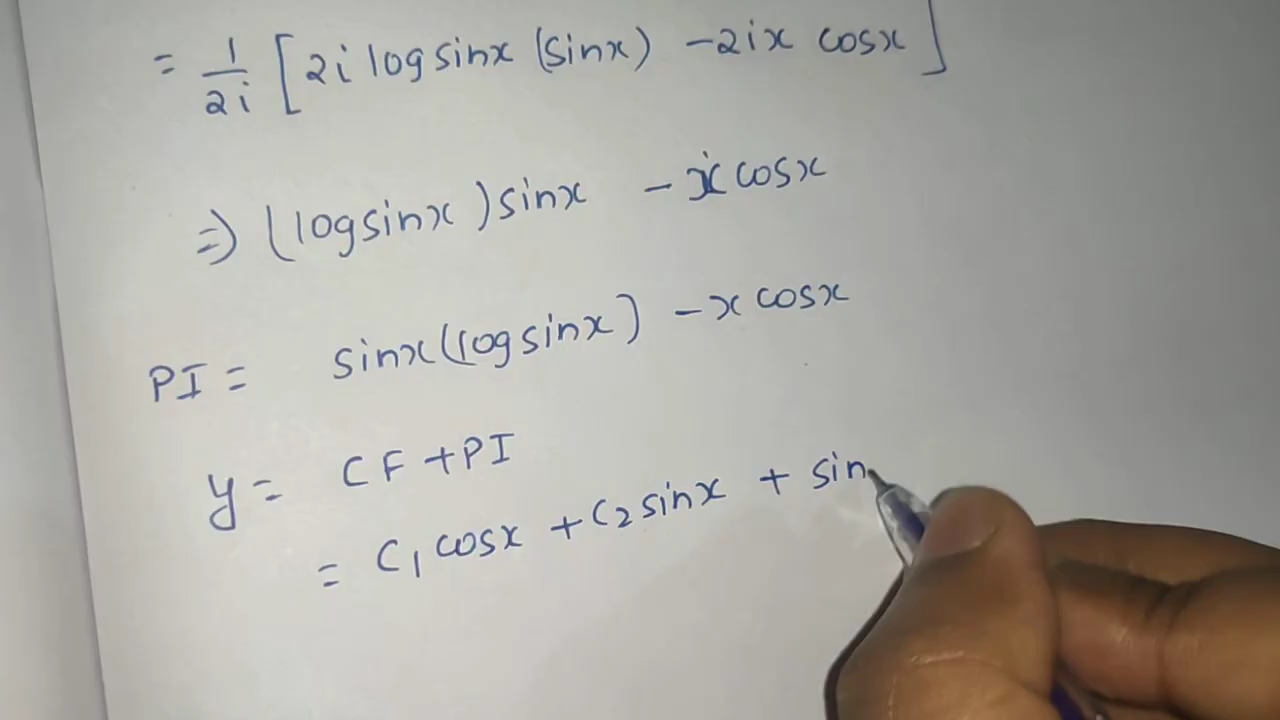 = 1/2i [2i log sinx (sinx) - 2ix cosx]
⇒ (log sinx) sinx - x cosx
PI = sinx (log sinx) - x cosx
y = CF + PI
= C₁ cosx + C₂ sinx + sin